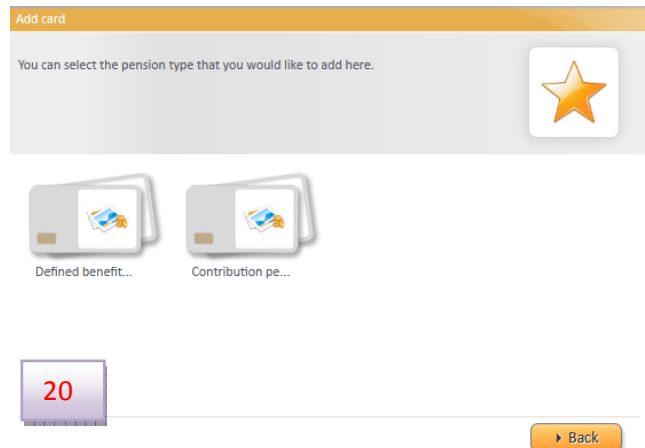 Add card
You can select the pension type that you would like to add here.
Defined benefit...
Contribution pe...
20
Back